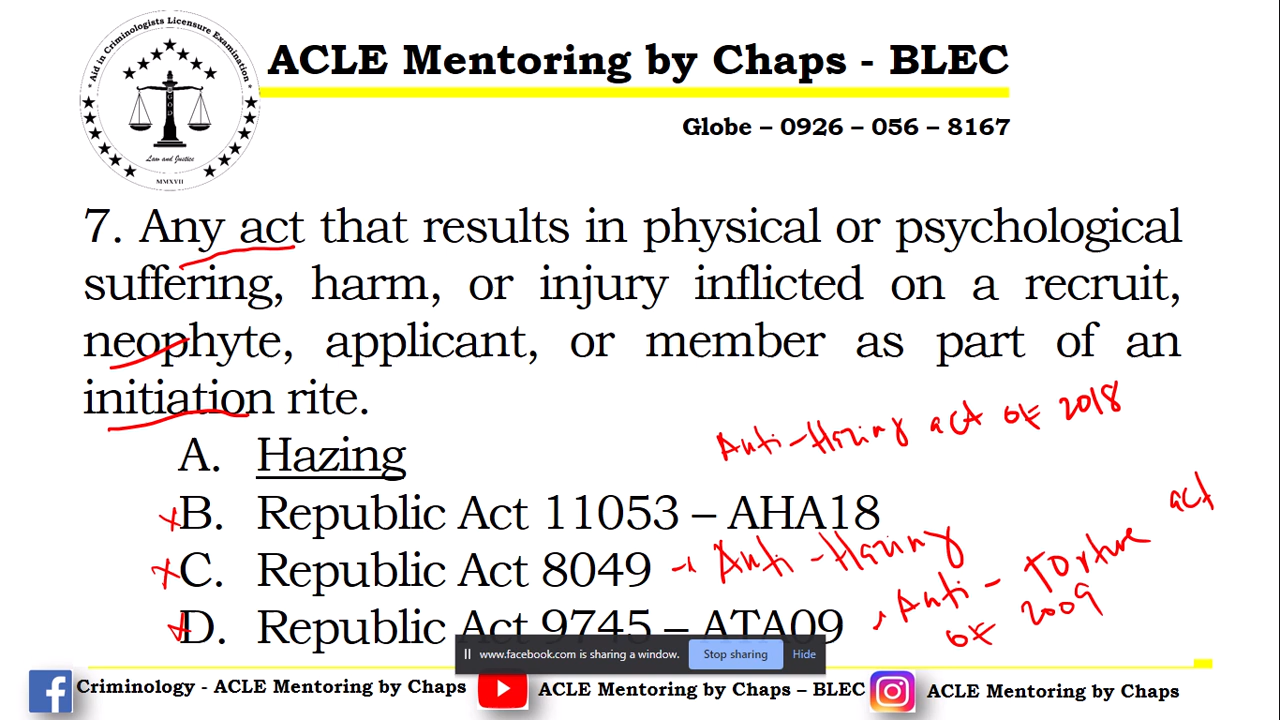 Aid in Criminologists Licensure Examination
GOD
Law and Justice
MMXVII
ACLE Mentoring by Chaps - BLEC
Globe – 0926 – 056 – 8167
7. Any act that results in physical or psychological
suffering, harm, or injury inflicted on a recruit,
neophyte, applicant, or member as part of an
initiation rite.
Anti-Hazing act of 2018
A. Hazing
B. Republic Act 11053 – AHA18
C. Republic Act 8049 Anti-Hazing
D. Republic Act 9745 – ATA09 Anti-Torture act
of 2009
www.facebook.com is sharing a window. Stop sharing Hide
Criminology - ACLE Mentoring by Chaps ACLE Mentoring by Chaps – BLEC ACLE Mentoring by Chaps